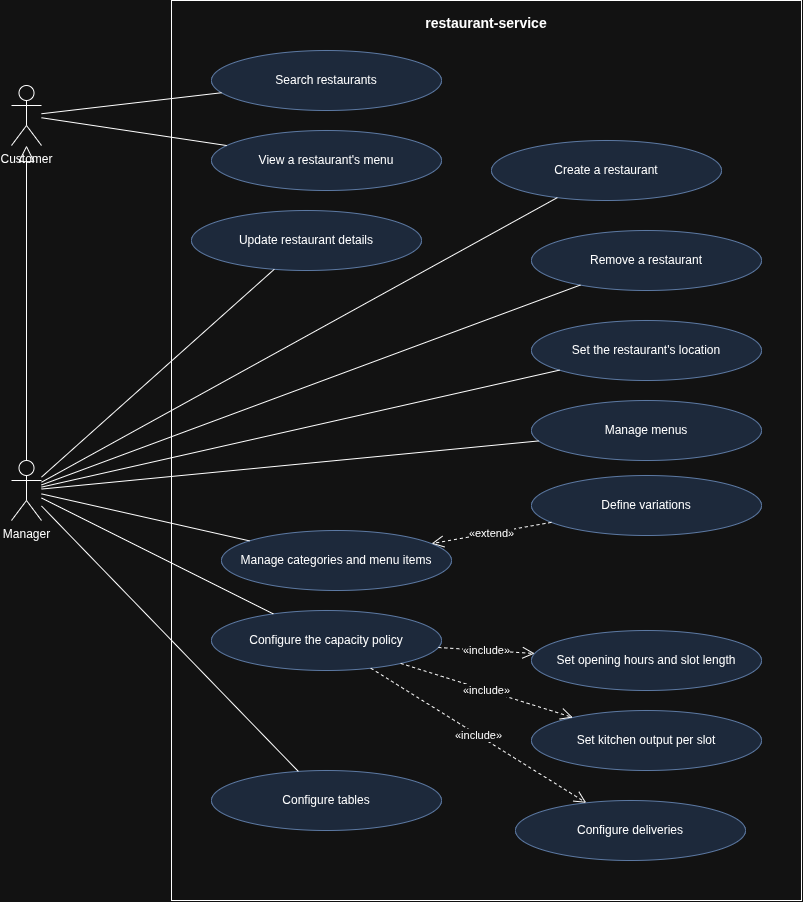 restaurant-service
Search restaurants
Customer
View a restaurant's menu
Create a restaurant
Update restaurant details
Remove a restaurant
Set the restaurant's location
Manage menus
Manager
Define variations
«extend»
Manage categories and menu items
Configure the capacity policy
«include»
Set opening hours and slot length
«include»
«include»
Set kitchen output per slot
Configure tables
Configure deliveries